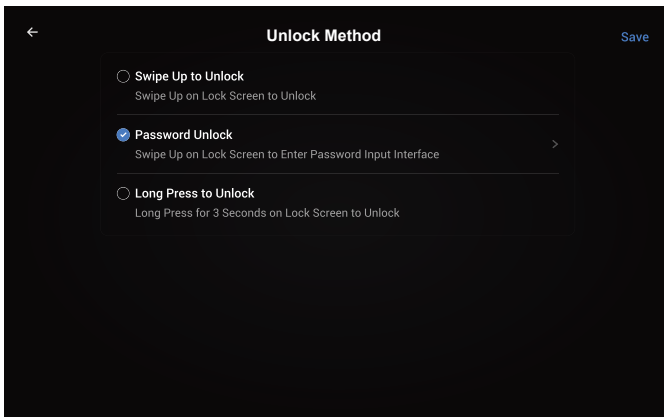 Unlock Method
Save
Swipe Up to Unlock
Swipe Up on Lock Screen to Unlock
Password Unlock
Swipe Up on Lock Screen to Enter Password Input Interface
Long Press to Unlock
Long Press for 3 Seconds on Lock Screen to Unlock